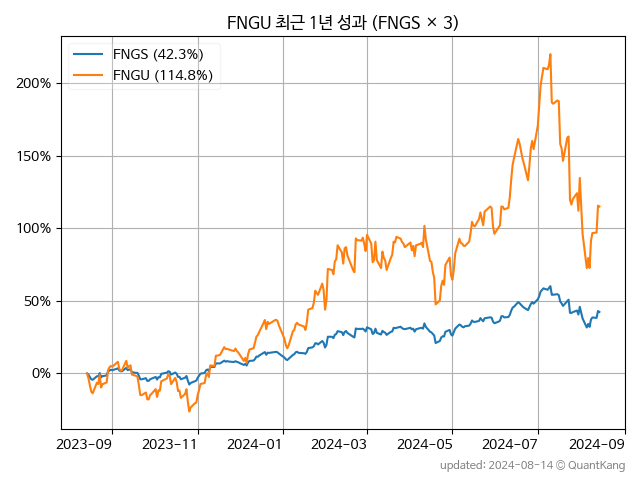 FNGU 최근 1년 성과 (FNGS × 3)
FNGS (42.3%)
FNGU (114.8%)
200%
150%
100%
50%
0%
2023-09 2023-11 2024-01 2024-03 2024-05 2024-07 2024-09
updated: 2024-08-14 © QuantKang